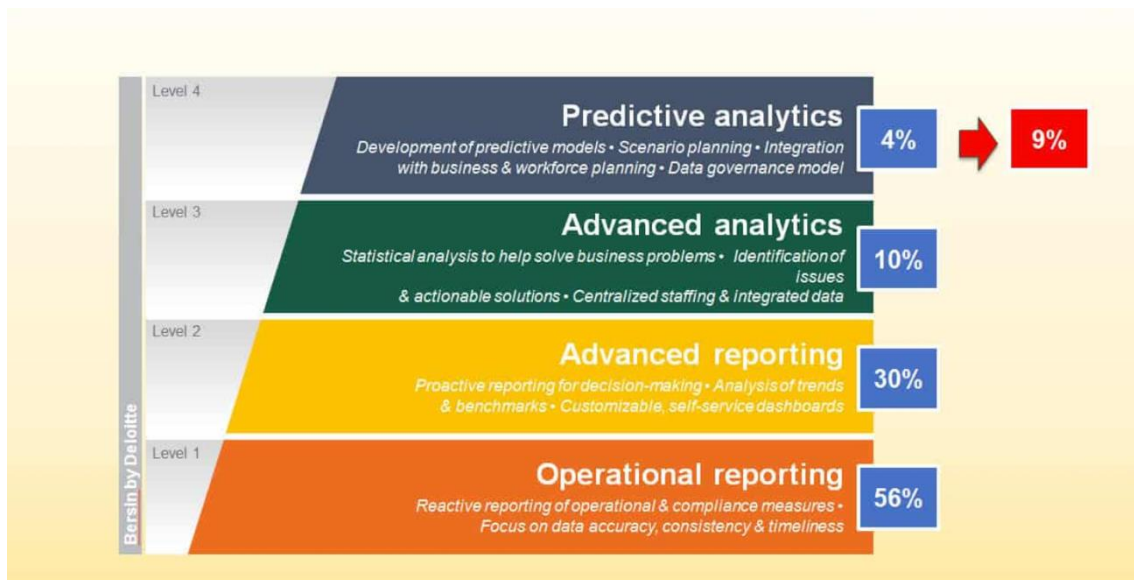 Level 4
Predictive analytics
Development of predictive models • Scenario planning • Integration
with business & workforce planning • Data governance model
4%
9%
Level 3
Advanced analytics
Statistical analysis to help solve business problems • Identification of
issues
& actionable solutions • Centralized staffing & integrated data
10%
Level 2
Advanced reporting
Proactive reporting for decision-making • Analysis of trends
& benchmarks • Customizable, self-service dashboards
30%
Level 1
Operational reporting
Reactive reporting of operational & compliance measures •
Focus on data accuracy, consistency & timeliness
56%
Bersin by Deloitte